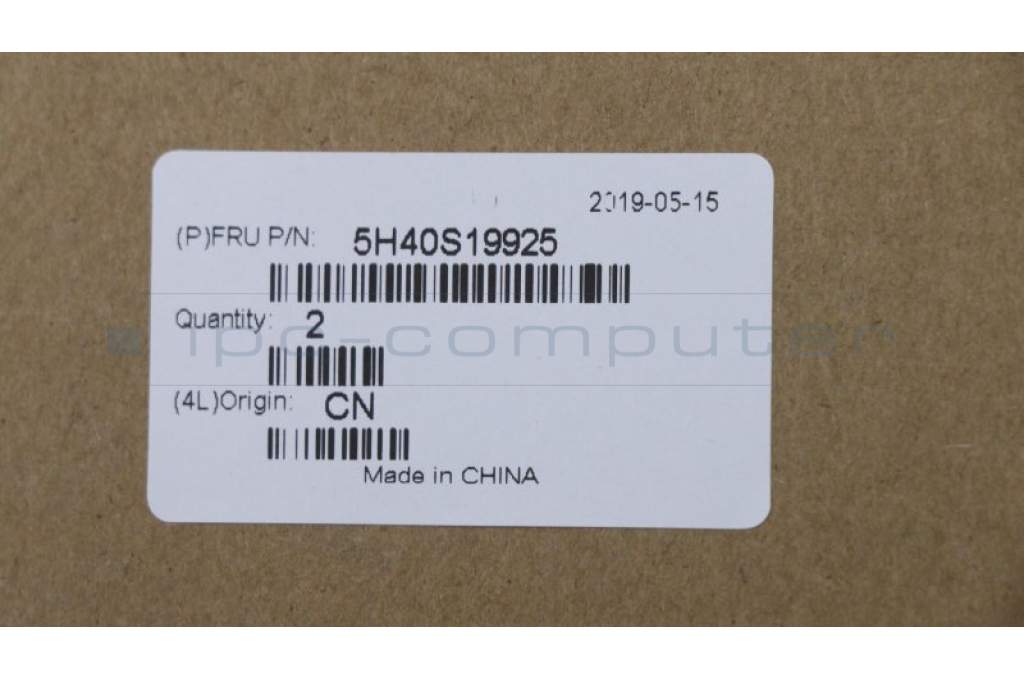 2019-05-15
(P)FRU P/N: 5H40S19925
Quantity: 2
ipc-computer
(4L)Origin: CN
Made in CHINA